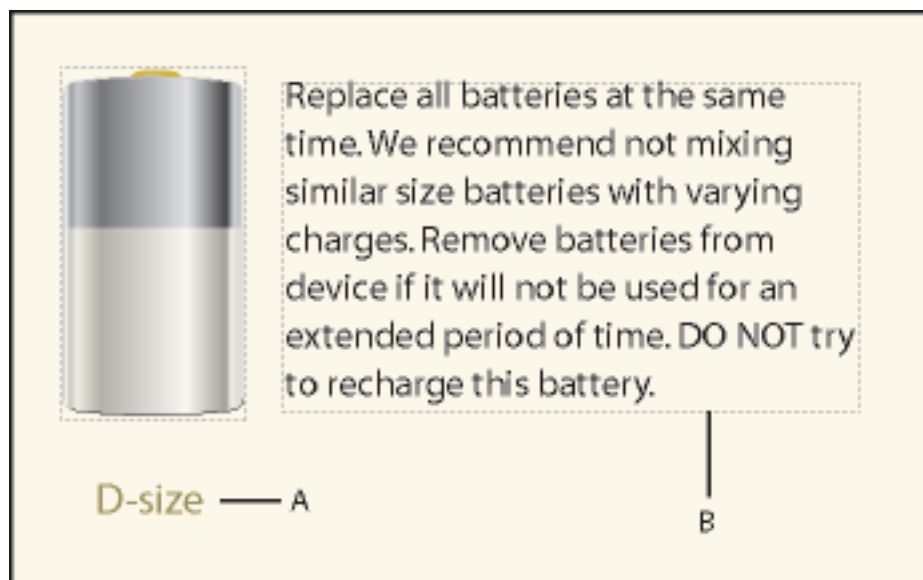 Replace all batteries at the same
time. We recommend not mixing
similar size batteries with varying
charges. Remove batteries from
device if it will not be used for an
extended period of time. DO NOT try
to recharge this battery.
D-size
A
B